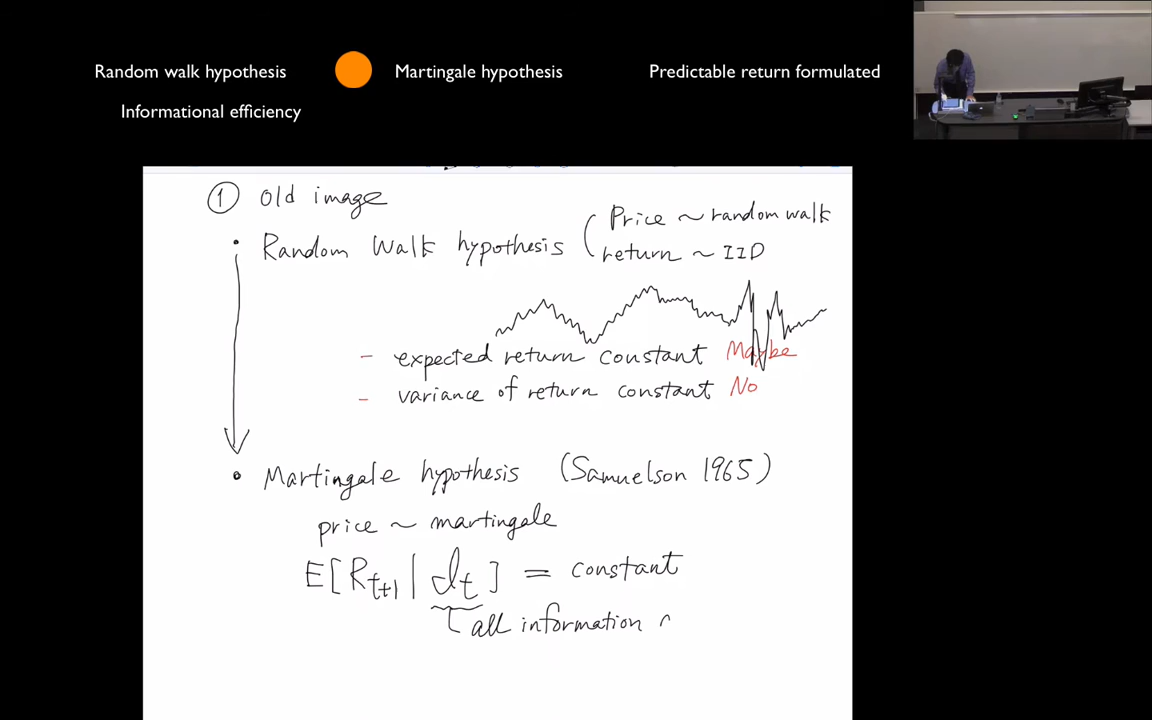 Random walk hypothesis
Martingale hypothesis
Predictable return formulated
Informational efficiency
① Old image
• Random Walk hypothesis ( Price ~ random walk
return ~ IID
- expected return constant Maybe
- variance of return constant No
• Martingale hypothesis (Samuelson 1965)
price ~ martingale
E[R_{t+1} | I_t] = constant
all information